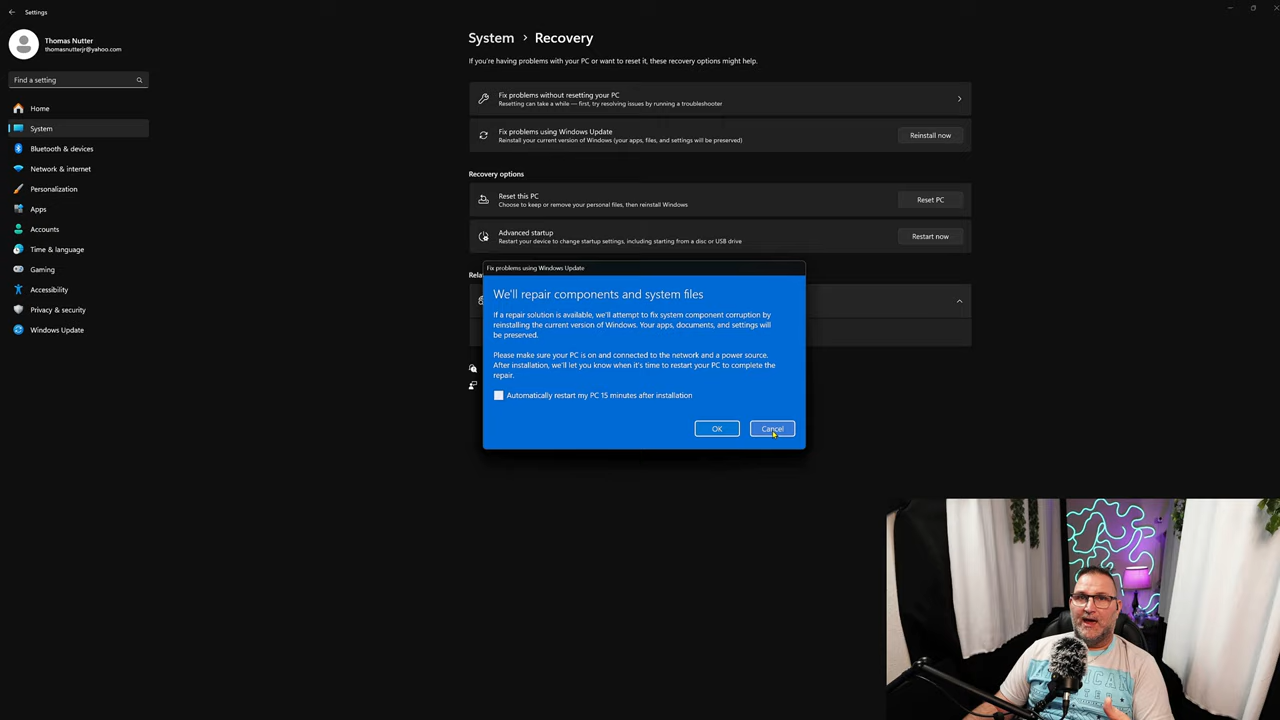 Settings
Thomas Nutter
thomasnutterjr@yahoo.com
Find a setting
Home
System
Bluetooth & devices
Network & internet
Personalization
Apps
Accounts
Time & language
Gaming
Accessibility
Privacy & security
Windows Update
System > Recovery
If you're having problems with your PC or want to reset it, these recovery options might help.
Fix problems without resetting your PC
Resetting can take a while — first, try resolving issues by running a troubleshooter
Fix problems using Windows Update
Reinstall your current version of Windows (your apps, files, and settings will be preserved)
Reinstall now
Recovery options
Reset this PC
Choose to keep or remove your personal files, then reinstall Windows
Reset PC
Advanced startup
Restart your device to change startup settings, including starting from a disc or USB drive
Restart now
Fix problems using Windows Update
We'll repair components and system files
If a repair solution is available, we'll attempt to fix system component corruption by
reinstalling the current version of Windows. Your apps, documents, and settings will
be preserved.
Please make sure your PC is on and connected to the network and a power source.
After installation, we'll let you know when it's time to restart your PC to complete the
repair.
Automatically restart my PC 15 minutes after installation
OK
Cancel